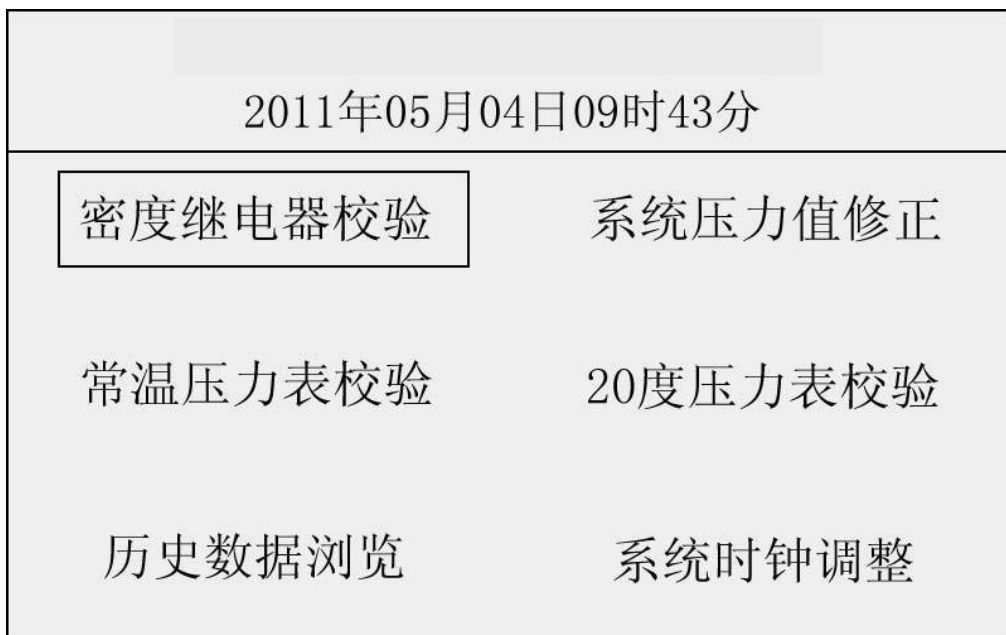 2011年05月04日09时43分
密度继电器校验 系统压力值修正
常温压力表校验 20度压力表校验
历史数据浏览 系统时钟调整